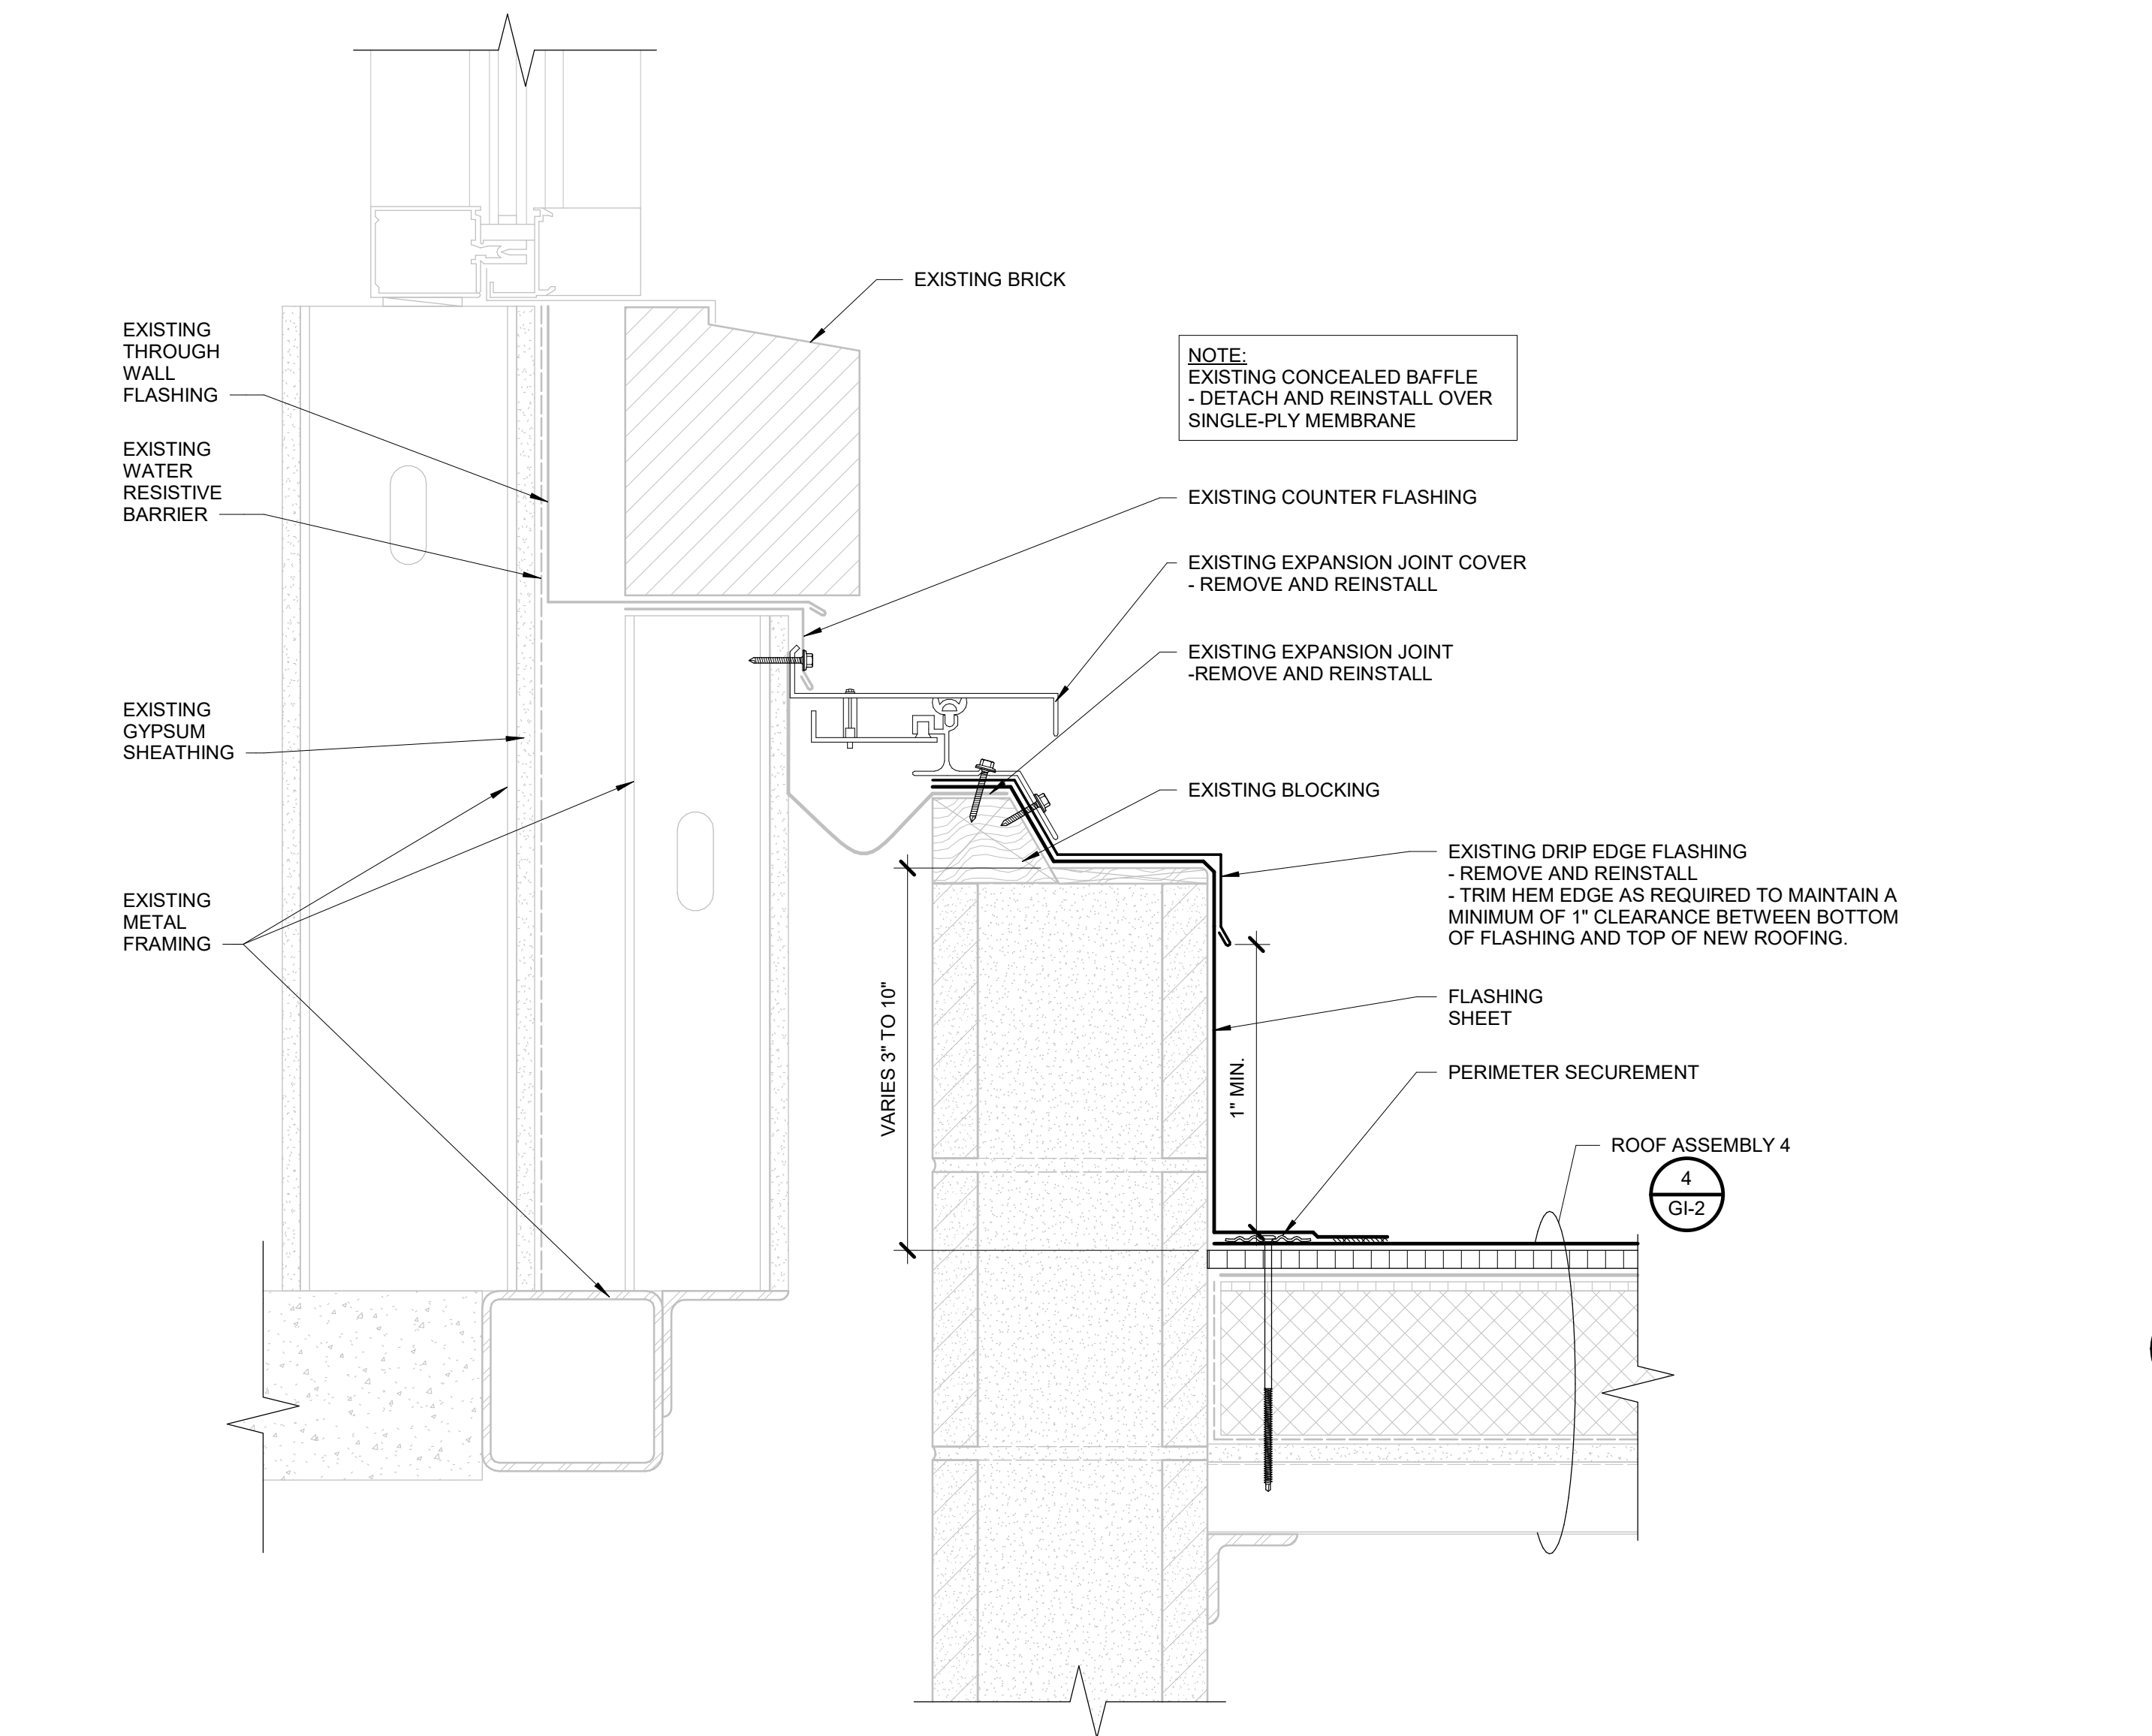 EXISTING BRICK
EXISTING
THROUGH
WALL
FLASHING
NOTE:
EXISTING CONCEALED BAFFLE
- DETACH AND REINSTALL OVER
SINGLE-PLY MEMBRANE
EXISTING
WATER
RESISTIVE
BARRIER
EXISTING COUNTER FLASHING
EXISTING EXPANSION JOINT COVER
- REMOVE AND REINSTALL
EXISTING EXPANSION JOINT
-REMOVE AND REINSTALL
EXISTING
GYPSUM
SHEATHING
EXISTING BLOCKING
EXISTING DRIP EDGE FLASHING
- REMOVE AND REINSTALL
- TRIM HEM EDGE AS REQUIRED TO MAINTAIN A
MINIMUM OF 1" CLEARANCE BETWEEN BOTTOM
OF FLASHING AND TOP OF NEW ROOFING.
EXISTING
METAL
FRAMING
VARIES 3" TO 10"
FLASHING
SHEET
1" MIN.
PERIMETER SECUREMENT
ROOF ASSEMBLY 4
4
GI-2